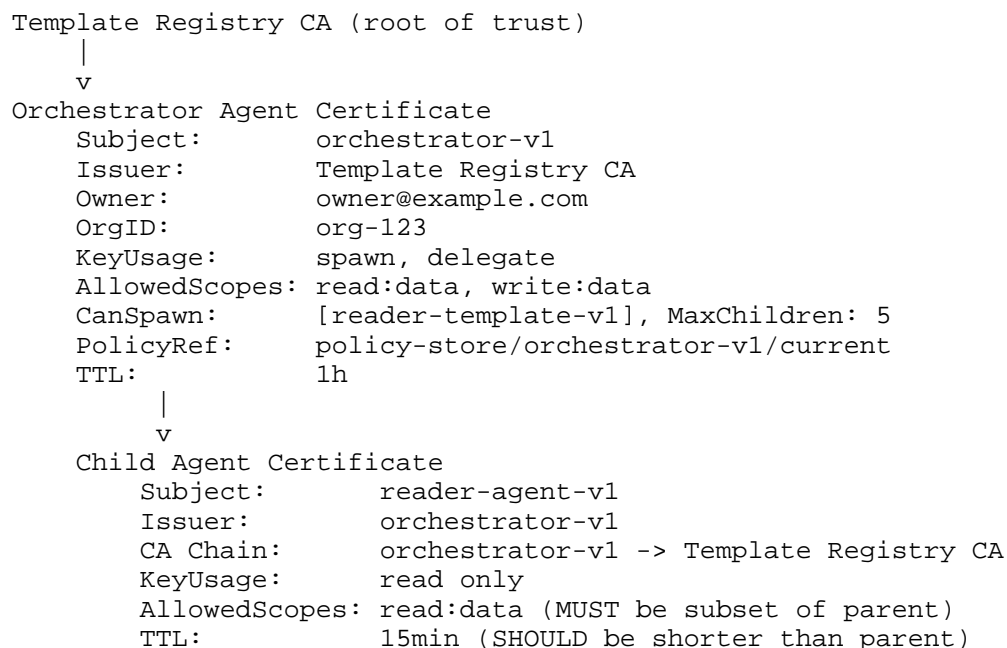 Template Registry CA (root of trust)
|
v
Orchestrator Agent Certificate
Subject: orchestrator-v1
Issuer: Template Registry CA
Owner: owner@example.com
OrgID: org-123
KeyUsage: spawn, delegate
AllowedScopes: read:data, write:data
CanSpawn: [reader-template-v1], MaxChildren: 5
PolicyRef: policy-store/orchestrator-v1/current
TTL: 1h
|
v
Child Agent Certificate
Subject: reader-agent-v1
Issuer: orchestrator-v1
CA Chain: orchestrator-v1 -> Template Registry CA
KeyUsage: read only
AllowedScopes: read:data (MUST be subset of parent)
TTL: 15min (SHOULD be shorter than parent)